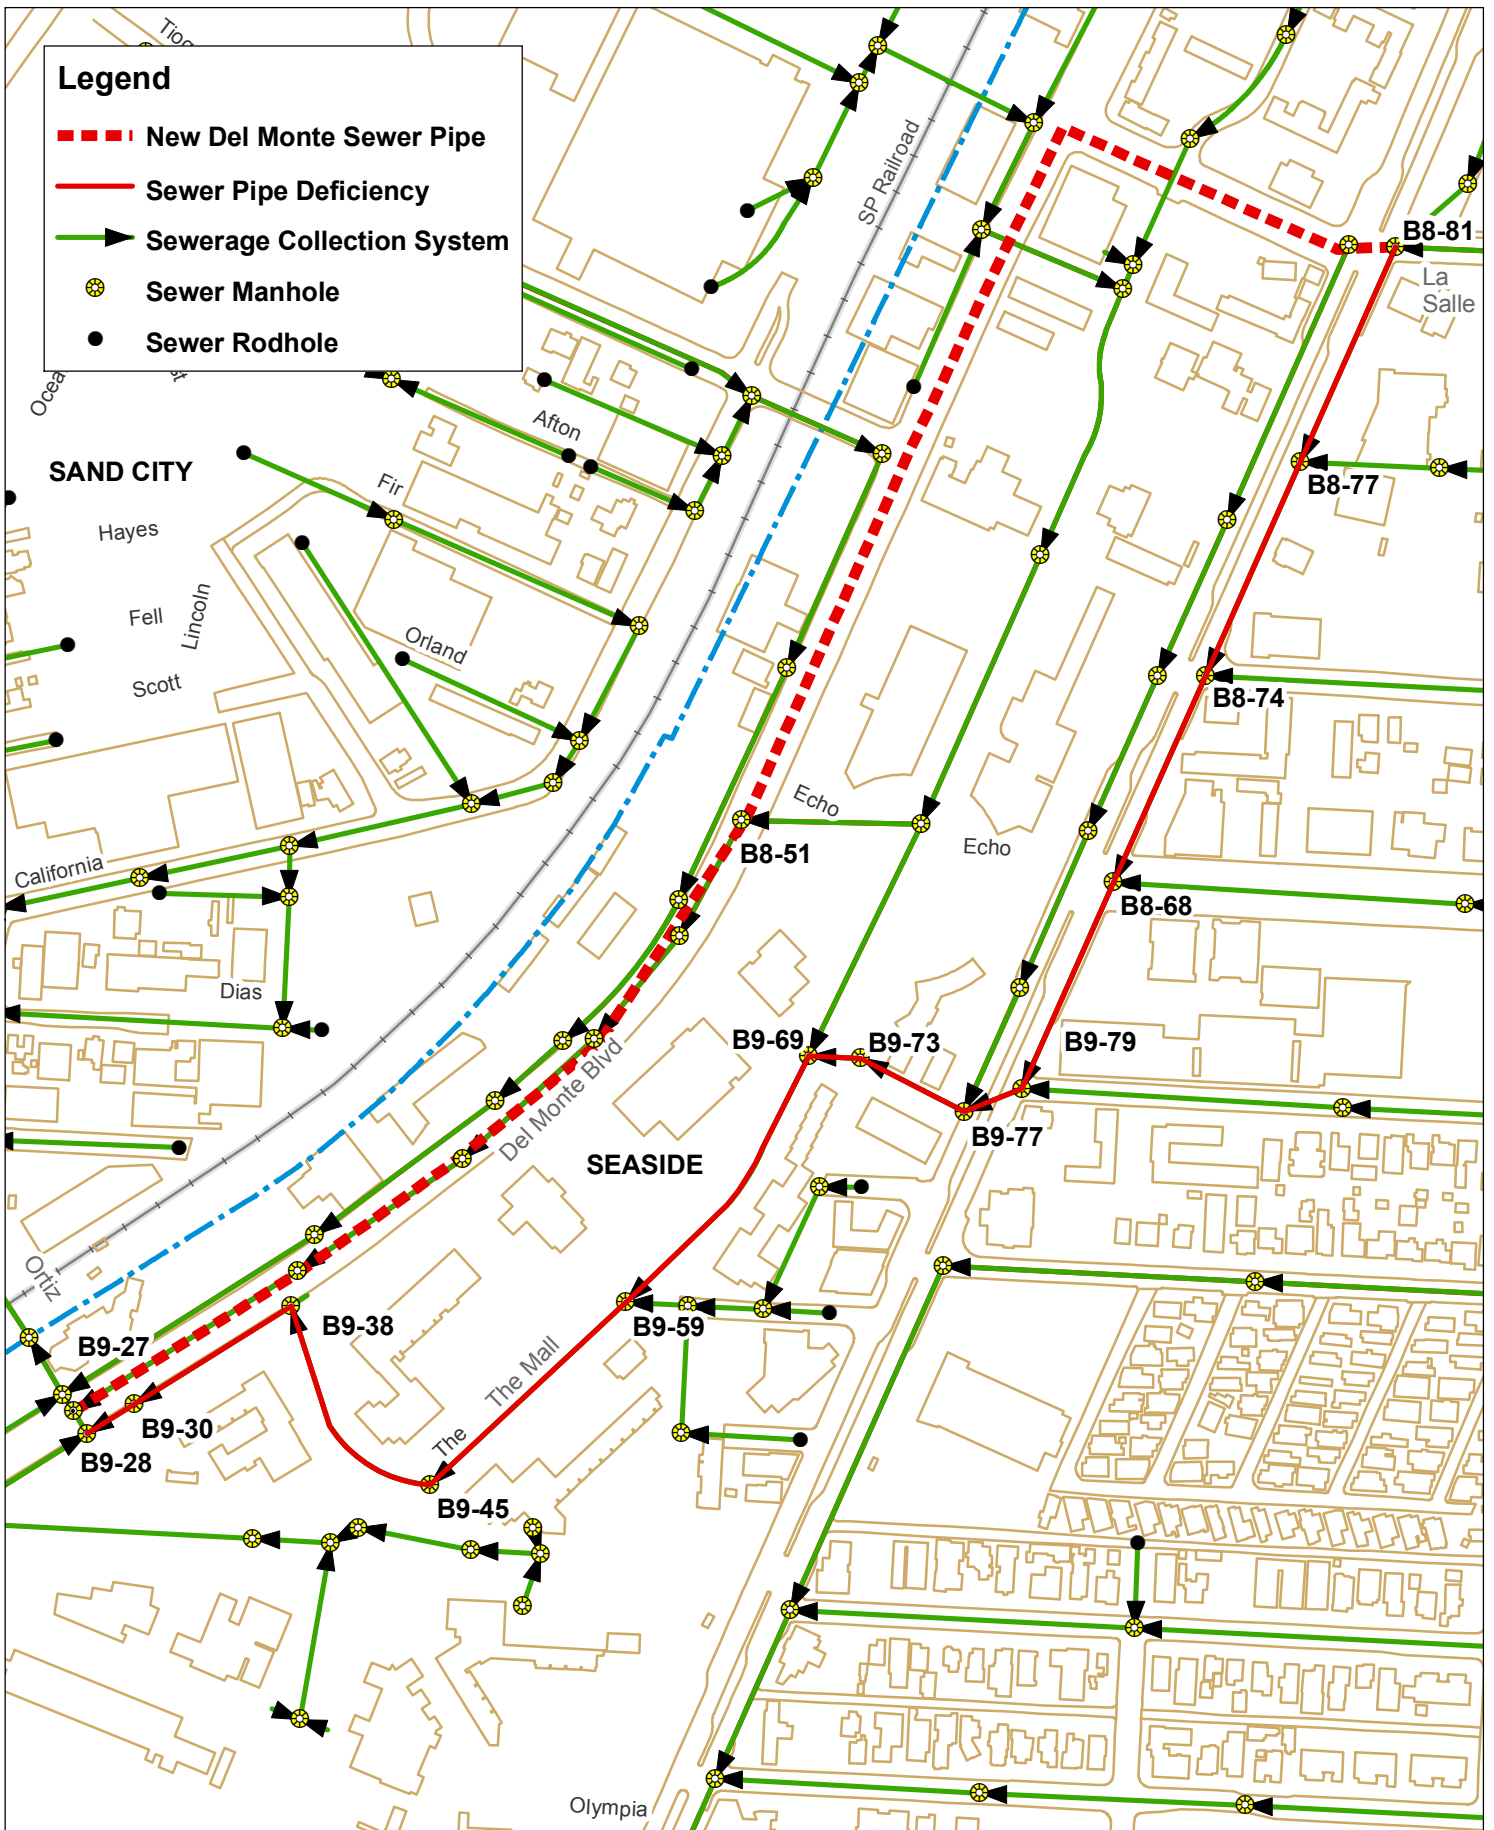 Legend
New Del Monte Sewer Pipe
Sewer Pipe Deficiency
Sewerage Collection System
Sewer Manhole
Sewer Rodhole
SP Railroad
B8-81
La
Salle
Afton
SAND CITY
Fir
B8-77
Hayes
Fell
Lincoln
Orland
Scott
B8-74
Echo
Echo
B8-51
California
B8-68
Dias
B9-69
B9-73
B9-79
Del Monte Blvd
B9-77
SEASIDE
Ortiz
B9-27
B9-38
B9-59
The Mall
B9-30
The
B9-28
B9-45
Olympia